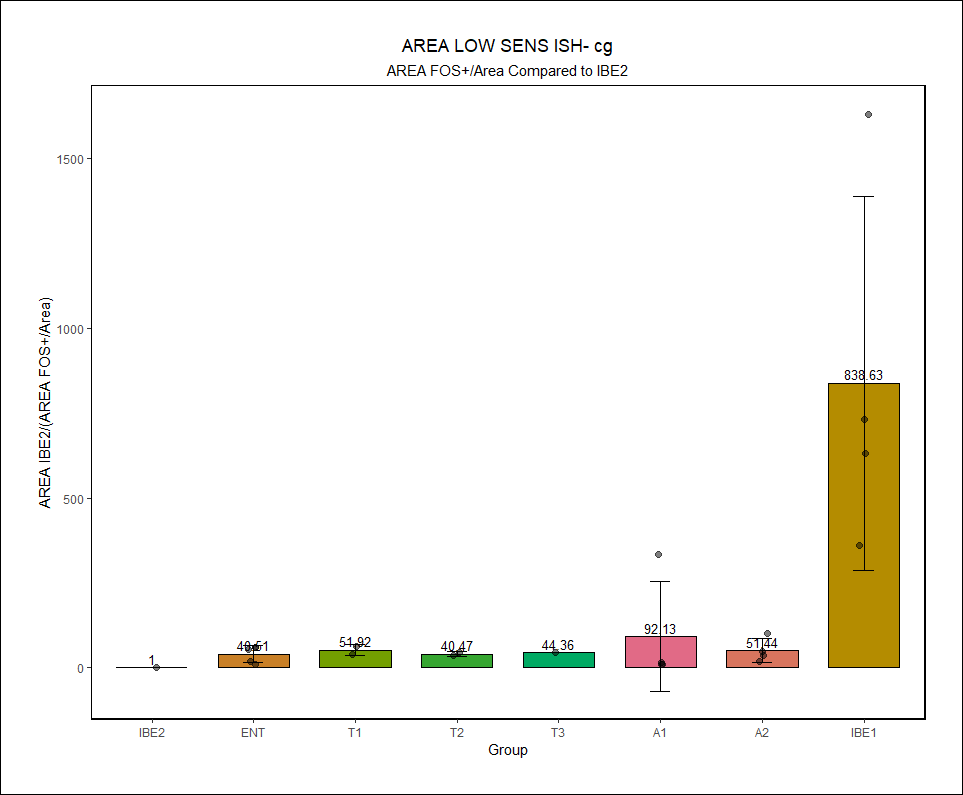 AREA LOW SENS ISH- cg
AREA FOS+/Area Compared to IBE2
AREA IBE2/(AREA FOS+/Area)
1500
1000
500
0
1
40.51
51.92
40.47
44.36
92.13
51.44
838.63
IBE2 ENT T1 T2 T3 A1 A2 IBE1
Group